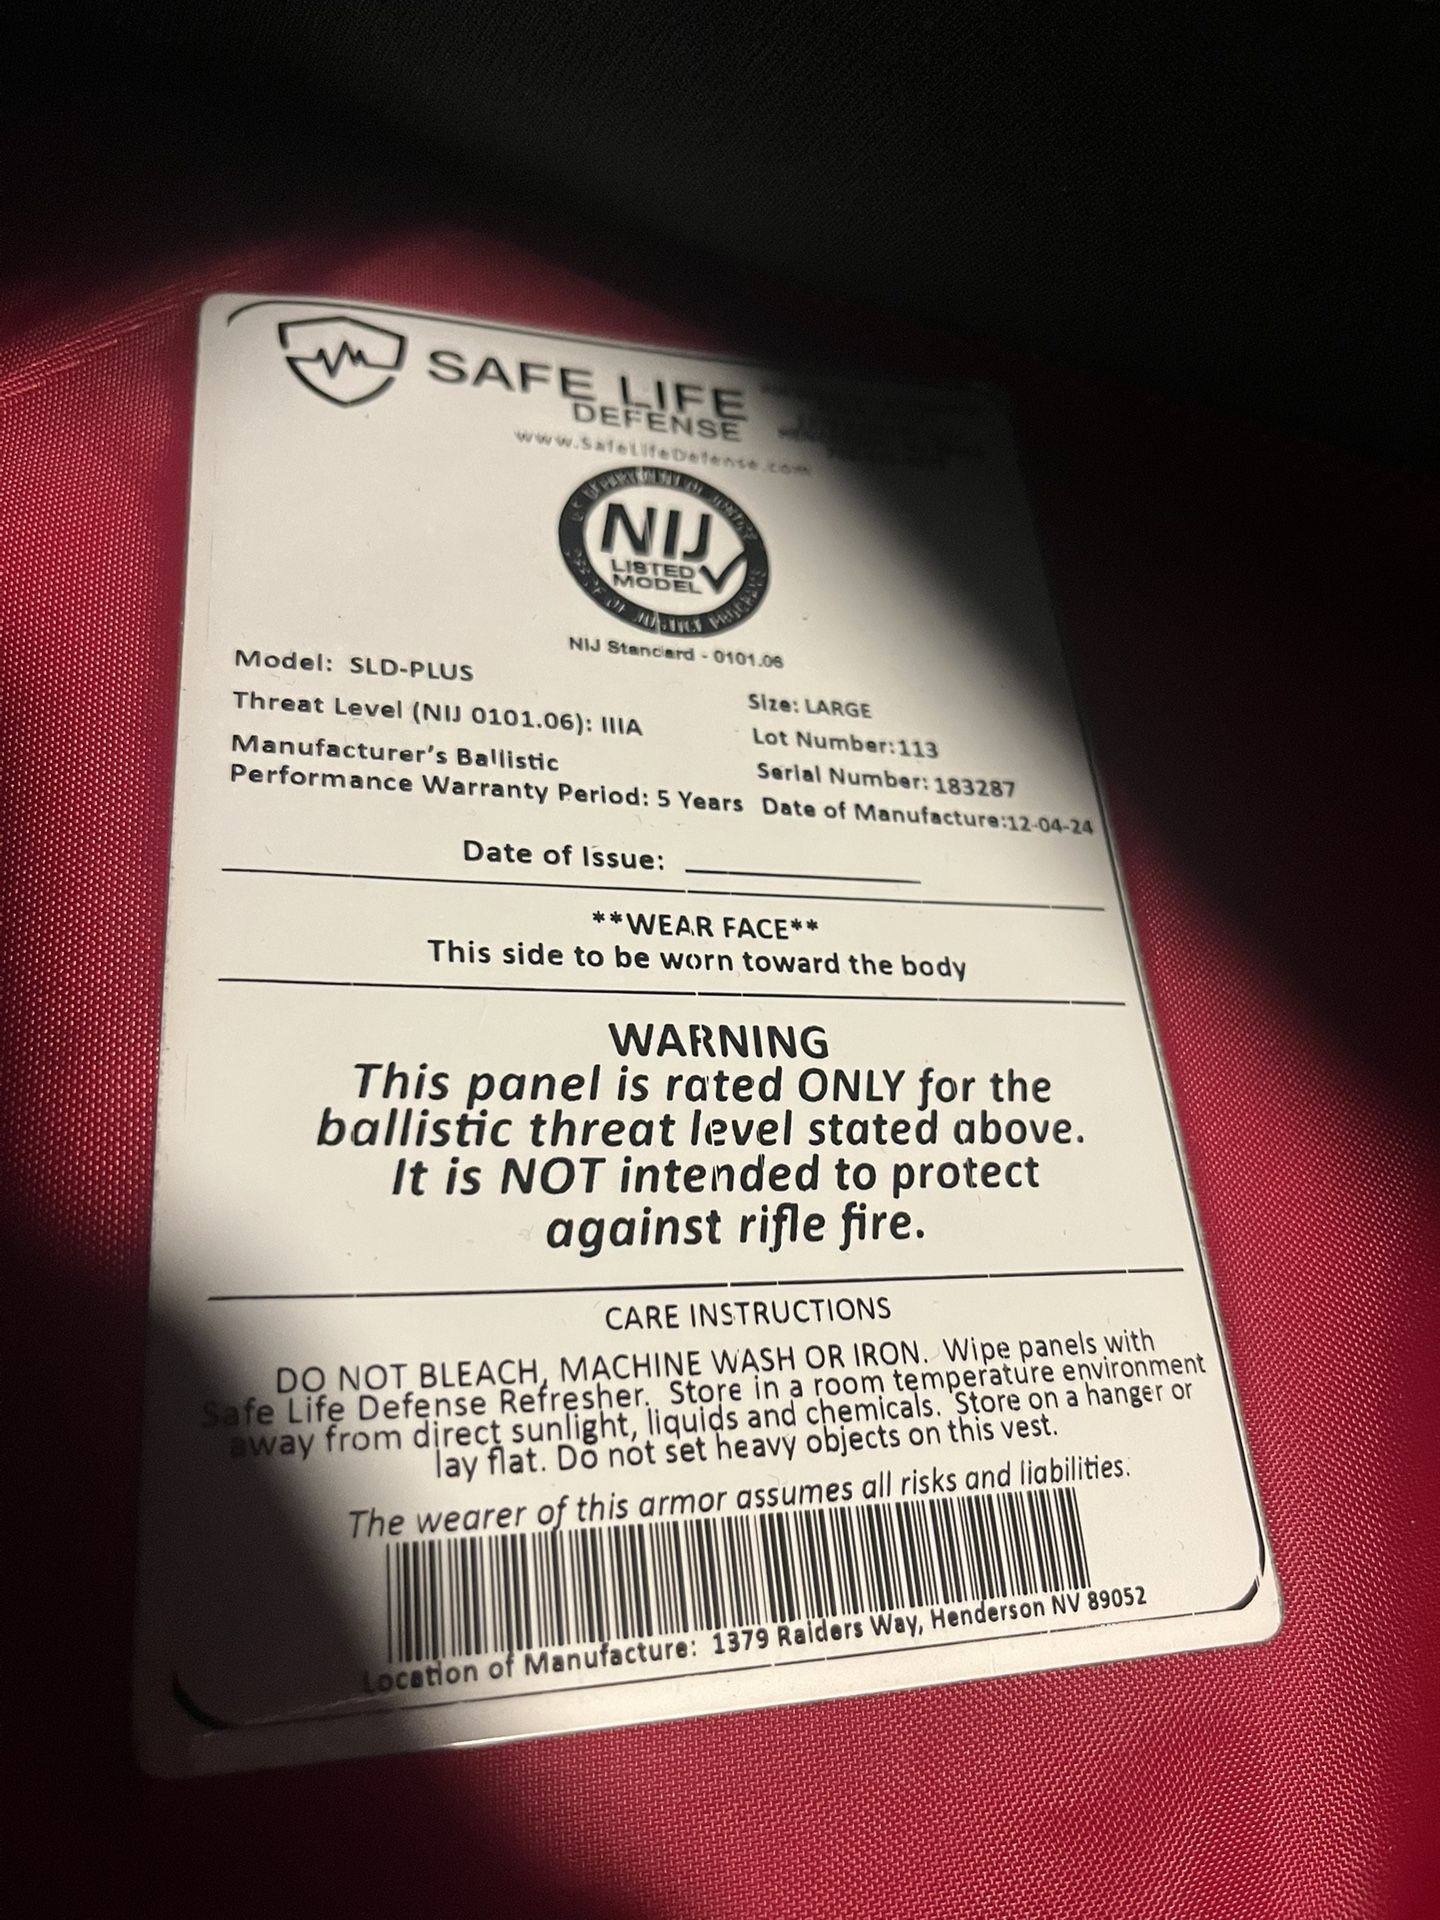 SAFE LIFE
DEFENSE
www.SafeLifeDefense.com
U.S. DEPARTMENT OF JUSTICE
NIJ
LISTED
MODEL
OFFICE OF JUSTICE PROGRAMS
NIJ Standard - 0101.06
Model: SLD-PLUS
Size: LARGE
Threat Level (NIJ 0101.06): IIIA
Lot Number:113
Manufacturer's Ballistic
Serial Number: 183287
Performance Warranty Period: 5 Years
Date of Manufacture:12-04-24
Date of Issue:
**WEAR FACE**
This side to be worn toward the body
WARNING
This panel is rated ONLY for the
ballistic threat level stated above.
It is NOT intended to protect
against rifle fire.
CARE INSTRUCTIONS
DO NOT BLEACH, MACHINE WASH OR IRON. Wipe panels with
Safe Life Defense Refresher. Store in a room temperature environment
away from direct sunlight, liquids and chemicals. Store on a hanger or
lay flat. Do not set heavy objects on this vest.
The wearer of this armor assumes all risks and liabilities.
Location of Manufacture: 1379 Raiders Way, Henderson NV 89052